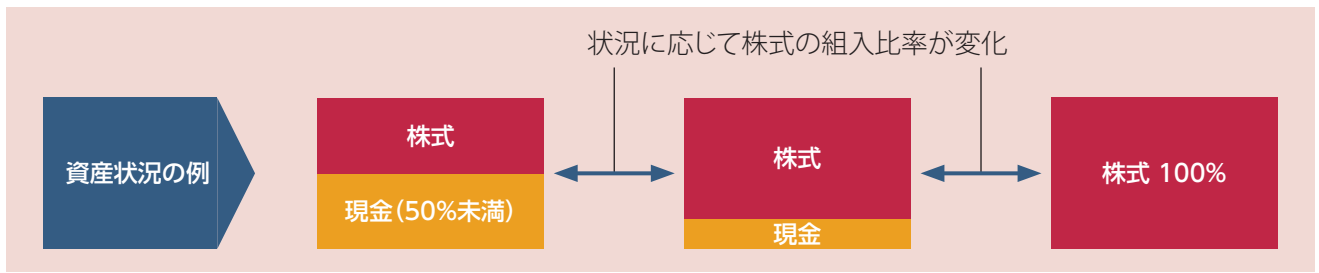 状況に応じて株式の組入比率が変化
資産状況の例
株式
現金（50％未満）
株式
現金
株式 100%